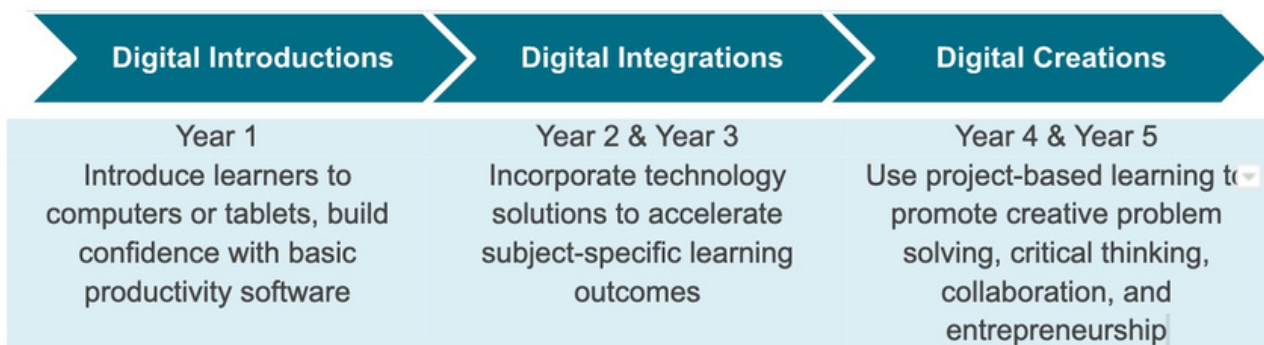 Digital Introductions
Digital Integrations
Digital Creations
Year 1
Introduce learners to
computers or tablets, build
confidence with basic
productivity software
Year 2 & Year 3
Incorporate technology
solutions to accelerate
subject-specific learning
outcomes
Year 4 & Year 5
Use project-based learning to
promote creative problem
solving, critical thinking,
collaboration, and
entrepreneurship